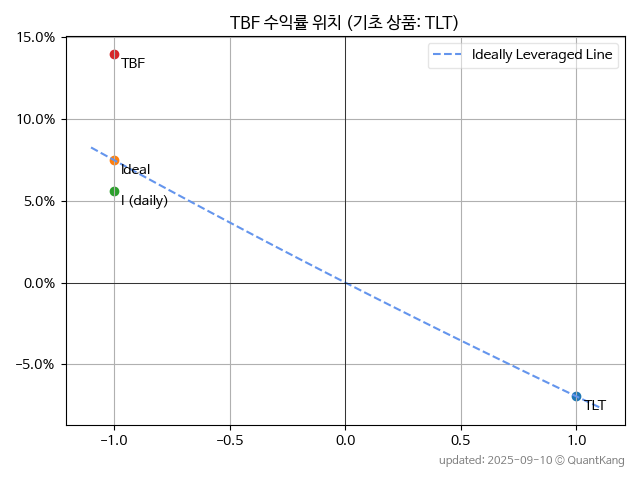 TBF 수익률 위치 (기초 상품: TLT)
15.0%
10.0%
5.0%
0.0%
−5.0%
Ideally Leveraged Line
TBF
Ideal
I (daily)
TLT
−1.0
−0.5
0.0
0.5
1.0
updated: 2025-09-10 © QuantKang